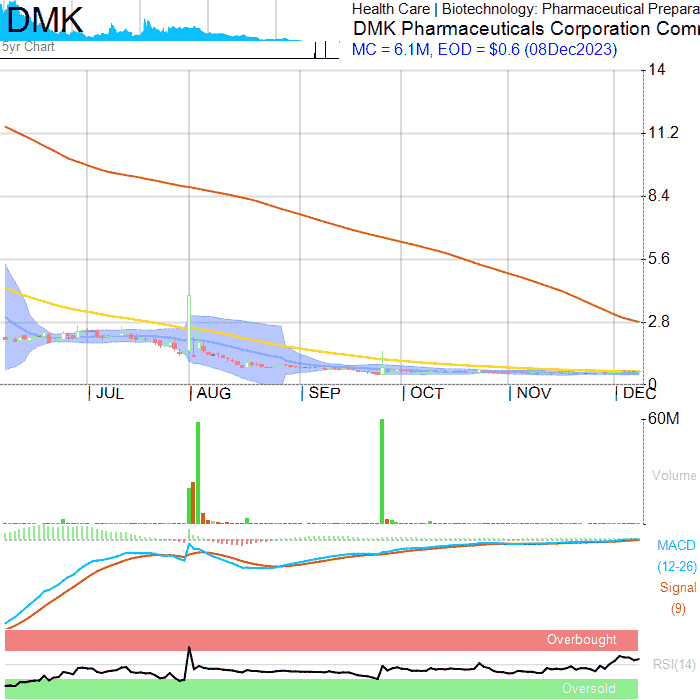 DMK
5yr Chart
Health Care | Biotechnology: Pharmaceutical Prepara
DMK Pharmaceuticals Corporation Com
MC = 6.1M, EOD = $0.6 (08Dec2023)
14
11.2
8.4
5.6
2.8
0
JUL AUG SEP OCT NOV DEC
60M
Volume
MACD
(12-26)
Signal
(9)
Overbought
RSI(14)
Oversold